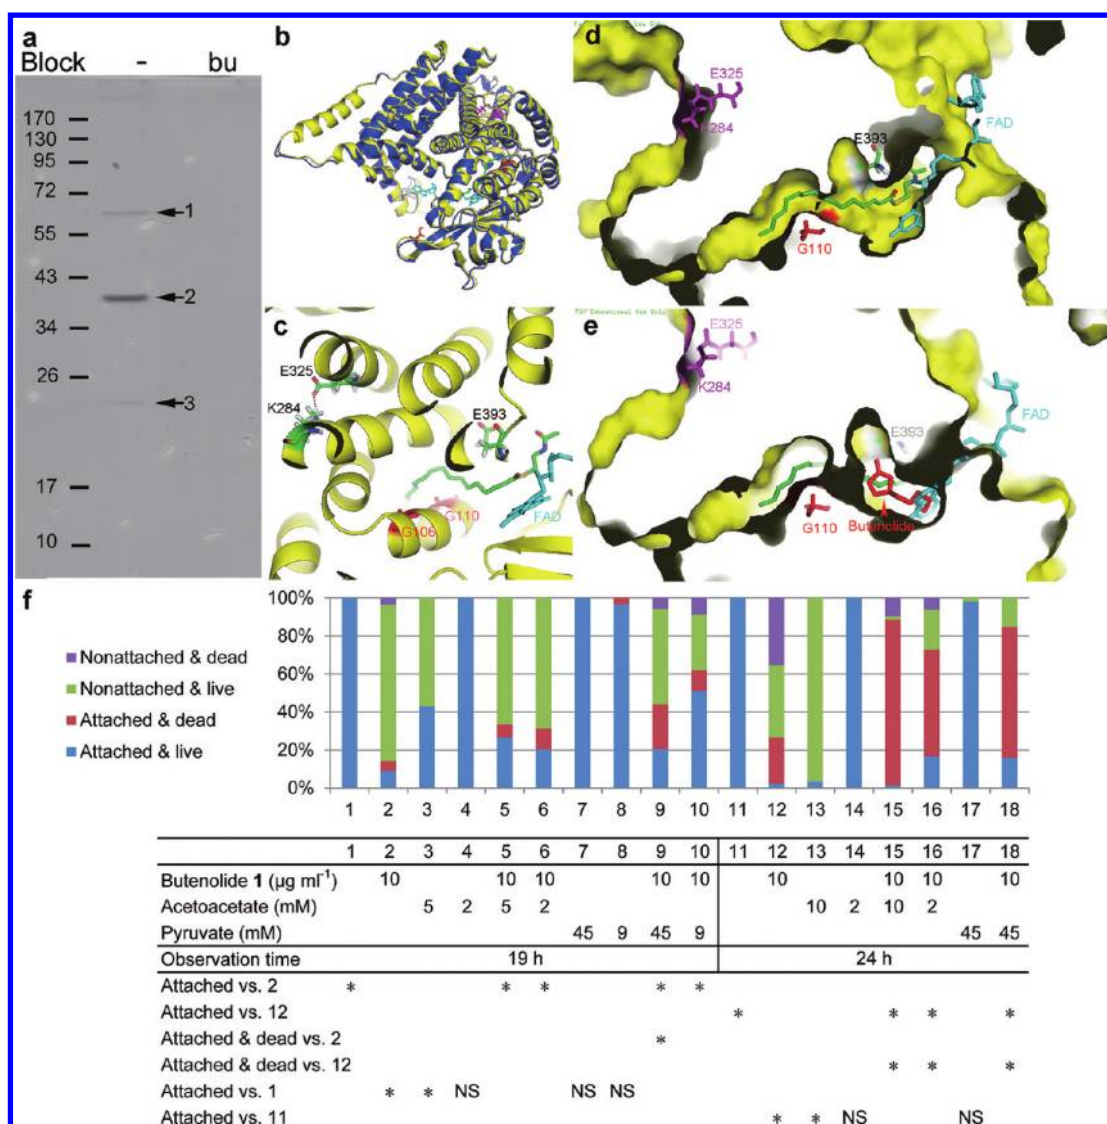 a
Block - bu
170
130
95
72
55
43
34
26
17
10
1
2
3
b
c
E325
K284
E393
G110
G106
FAD
d
E325
K284
E393
FAD
G110
e
E325
K284
E393
FAD
G110
Butenolide
f
Nonattached & dead
Nonattached & live
Attached & dead
Attached & live
100%
80%
60%
40%
20%
0%
1 2 3 4 5 6 7 8 9 10 11 12 13 14 15 16 17 18
1 2 3 4 5 6 7 8 9 10 11 12 13 14 15 16 17 18
Butenolide 1 (µg ml-1) 10 10 10 10 10 10 10 10 10
Acetoacetate (mM) 5 2 5 2 10 2 10 2
Pyruvate (mM) 45 9 45 9 45 45
Observation time 19 h 24 h
Attached vs. 2 * * * * *
Attached vs. 12 * * * *
Attached & dead vs. 2 *
Attached & dead vs. 12 * * *
Attached vs. 1 * * NS NS NS
Attached vs. 11 * * NS NS